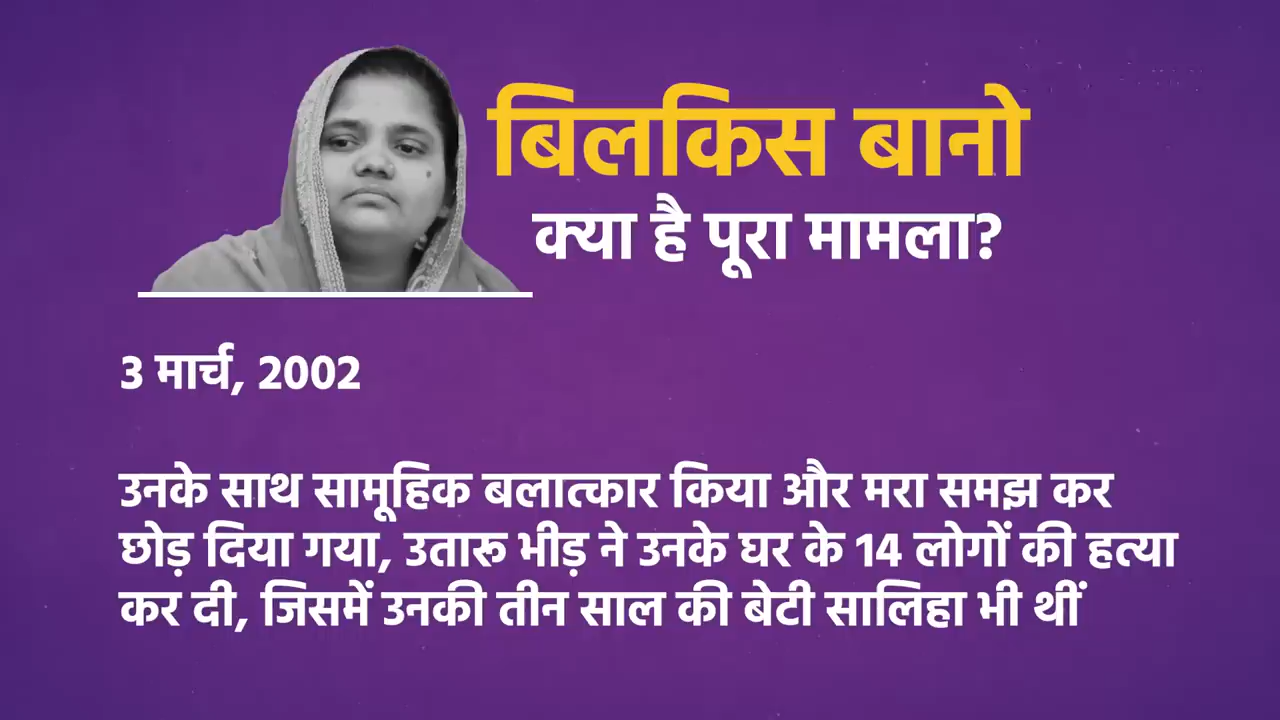 बिलकिस बानो
क्या है पूरा मामला?
3 मार्च, 2002
उनके साथ सामूहिक बलात्कार किया और मरा समझ कर
छोड़ दिया गया, उतारू भीड़ ने उनके घर के 14 लोगों की हत्या
कर दी, जिसमें उनकी तीन साल की बेटी सालिहा भी थीं